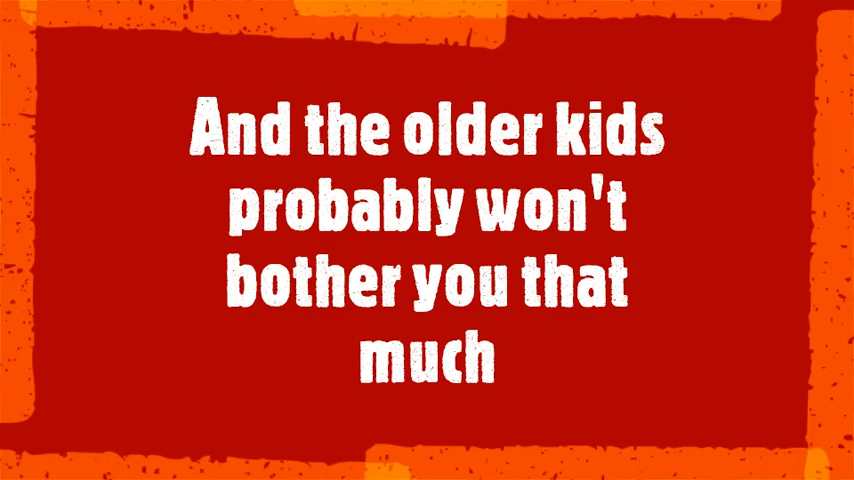 And the older kids
probably won't
bother you that
much